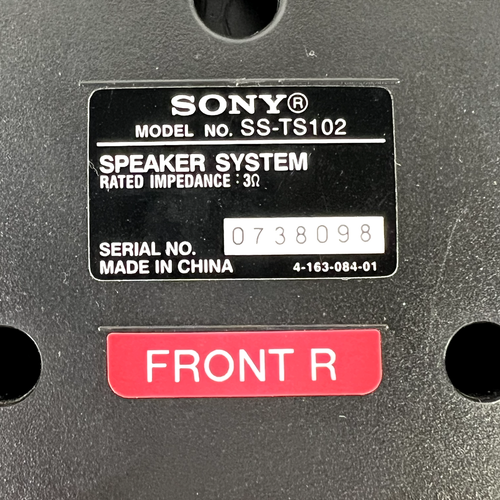 SONY®
MODEL NO. SS-TS102
SPEAKER SYSTEM
RATED IMPEDANCE : 3Ω
SERIAL NO. 0738098
MADE IN CHINA 4-163-084-01
FRONT R